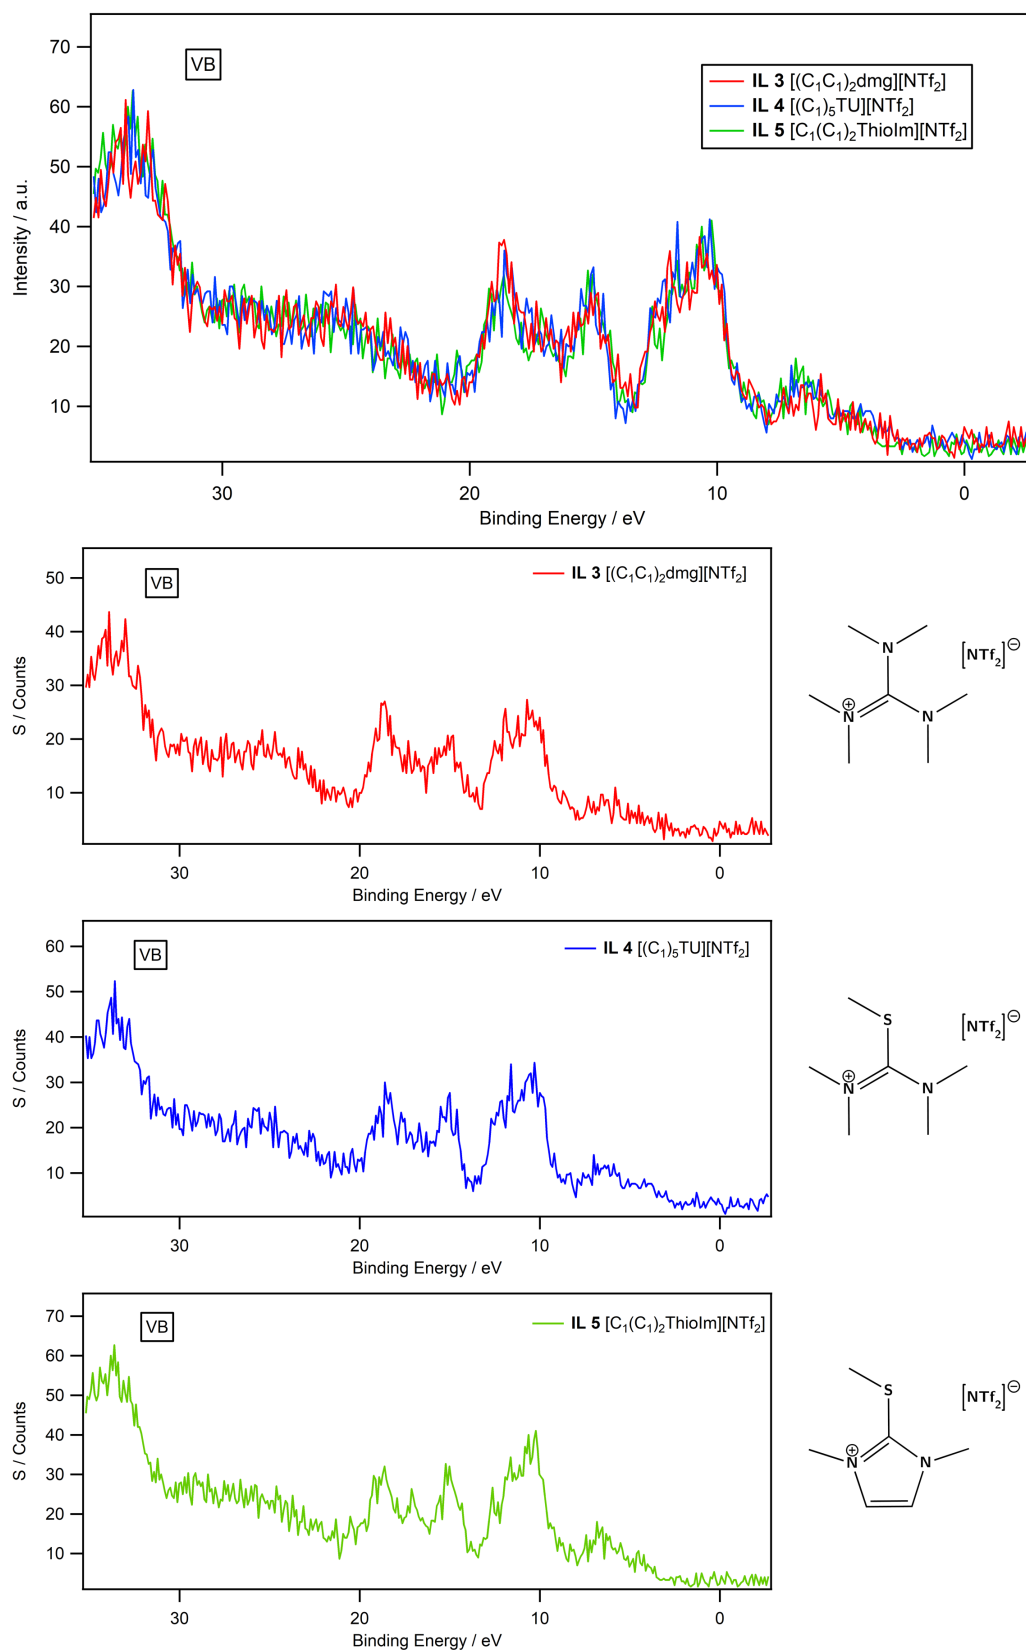 VB
IL 3 [(C₁C₁)₂dmg][NTf₂]
IL 4 [(C₁)₅TU][NTf₂]
IL 5 [C₁(C₁)₂ThioIm][NTf₂]
Intensity / a.u.
70
60
50
40
30
20
10
30 20 10 0
Binding Energy / eV
VB
IL 3 [(C₁C₁)₂dmg][NTf₂]
S / Counts
50
40
30
20
10
30 20 10 0
Binding Energy / eV
N
[NTf₂]⊖
⊕
N N
VB
IL 4 [(C₁)₅TU][NTf₂]
S / Counts
60
50
40
30
20
10
30 20 10 0
Binding Energy / eV
S
[NTf₂]⊖
⊕
N N
VB
IL 5 [C₁(C₁)₂ThioIm][NTf₂]
S / Counts
70
60
50
40
30
20
10
30 20 10 0
Binding Energy / eV
S
[NTf₂]⊖
⊕
N N